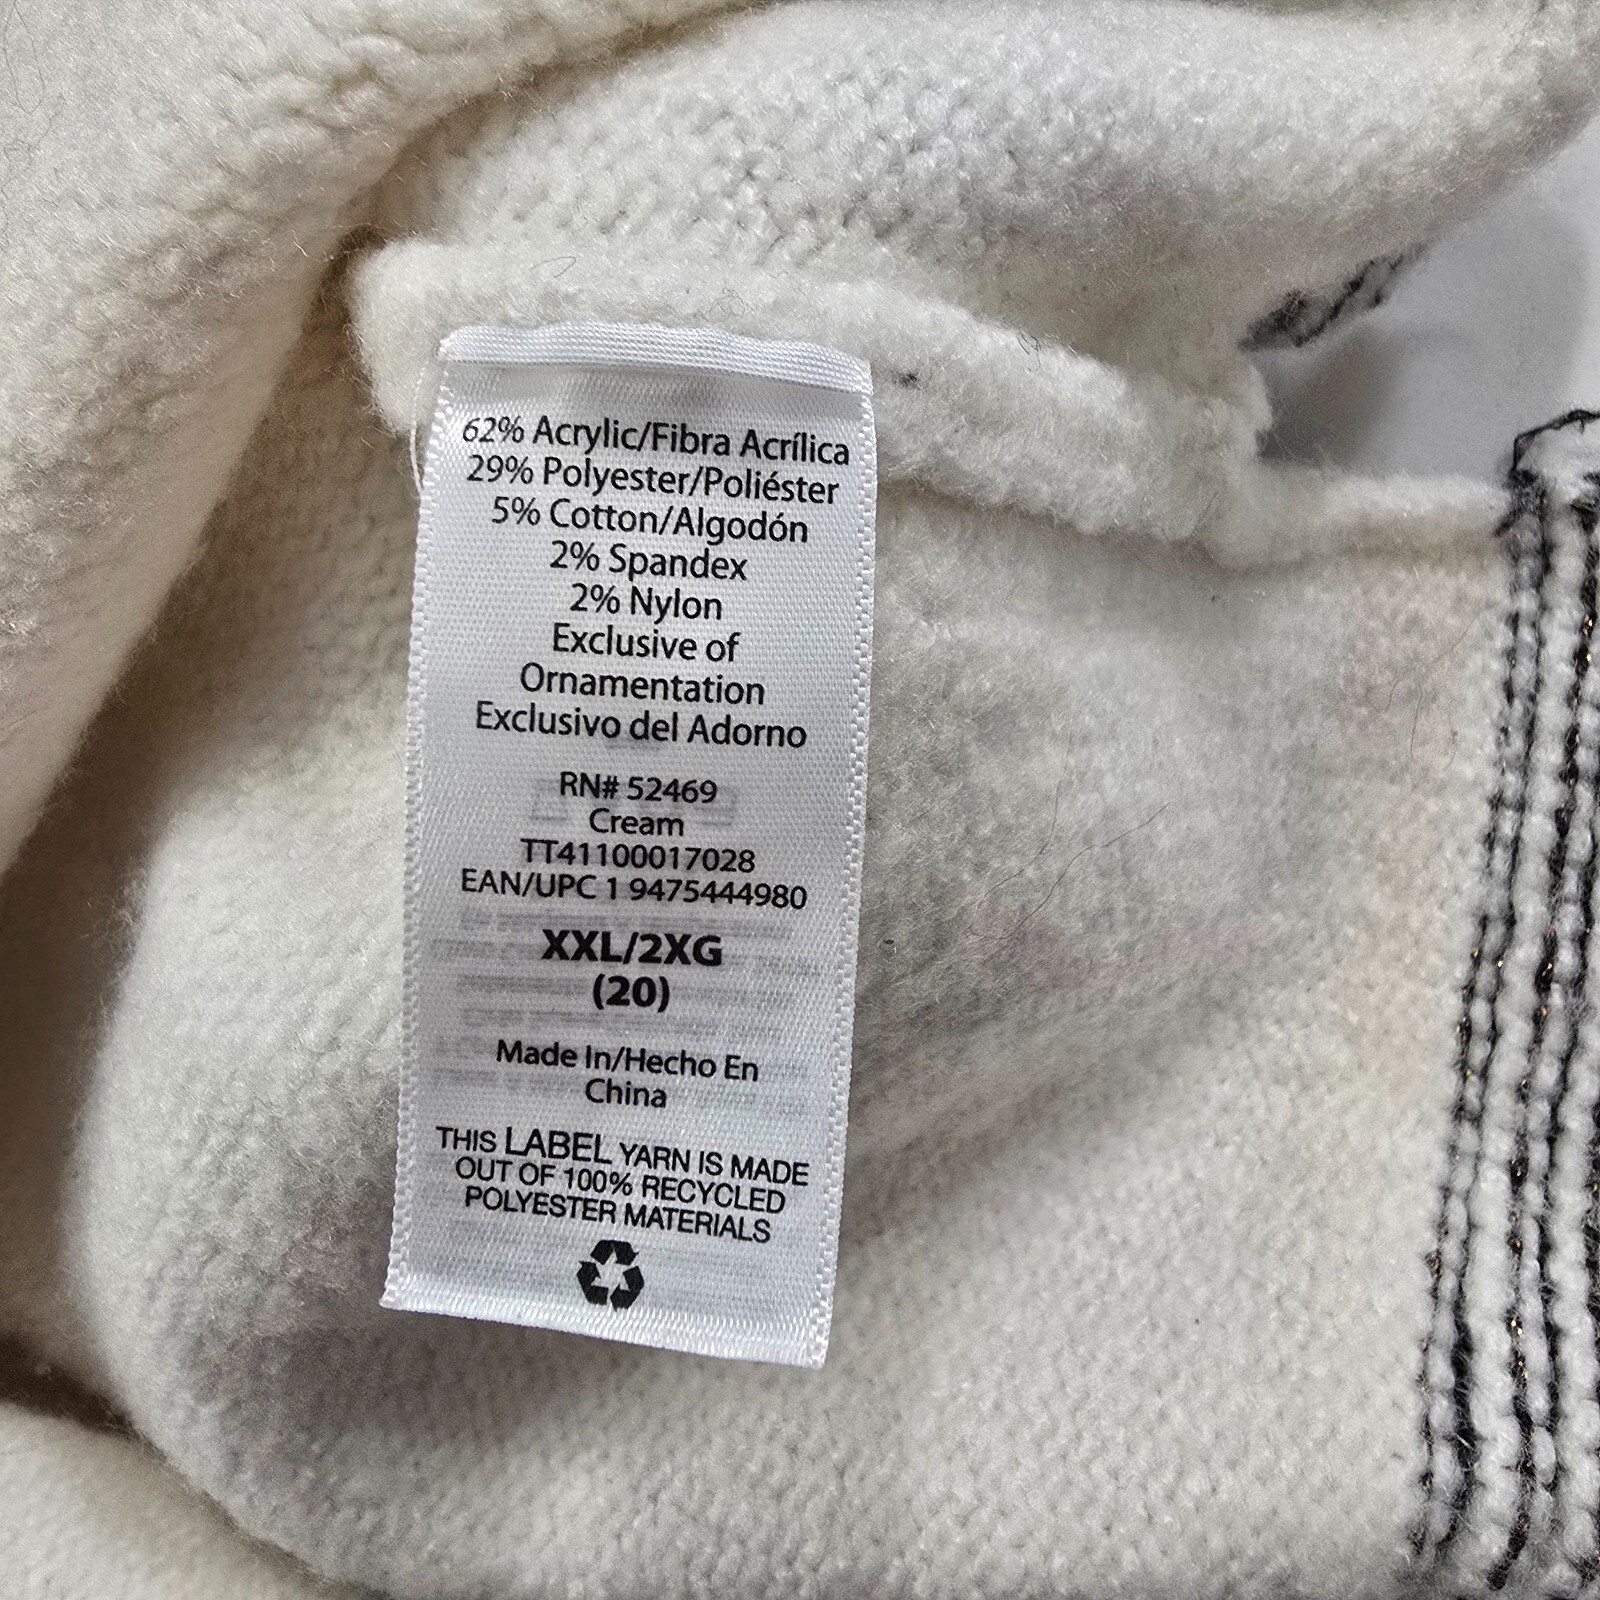 62% Acrylic/Fibra Acrílica
29% Polyester/Poliéster
5% Cotton/Algodón
2% Spandex
2% Nylon
Exclusive of
Ornamentation
Exclusivo del Adorno
RN# 52469
Cream
TT41100017028
EAN/UPC 1 9475444980
XXL/2XG
(20)
Made In/Hecho En
China
THIS LABEL YARN IS MADE
OUT OF 100% RECYCLED
POLYESTER MATERIALS